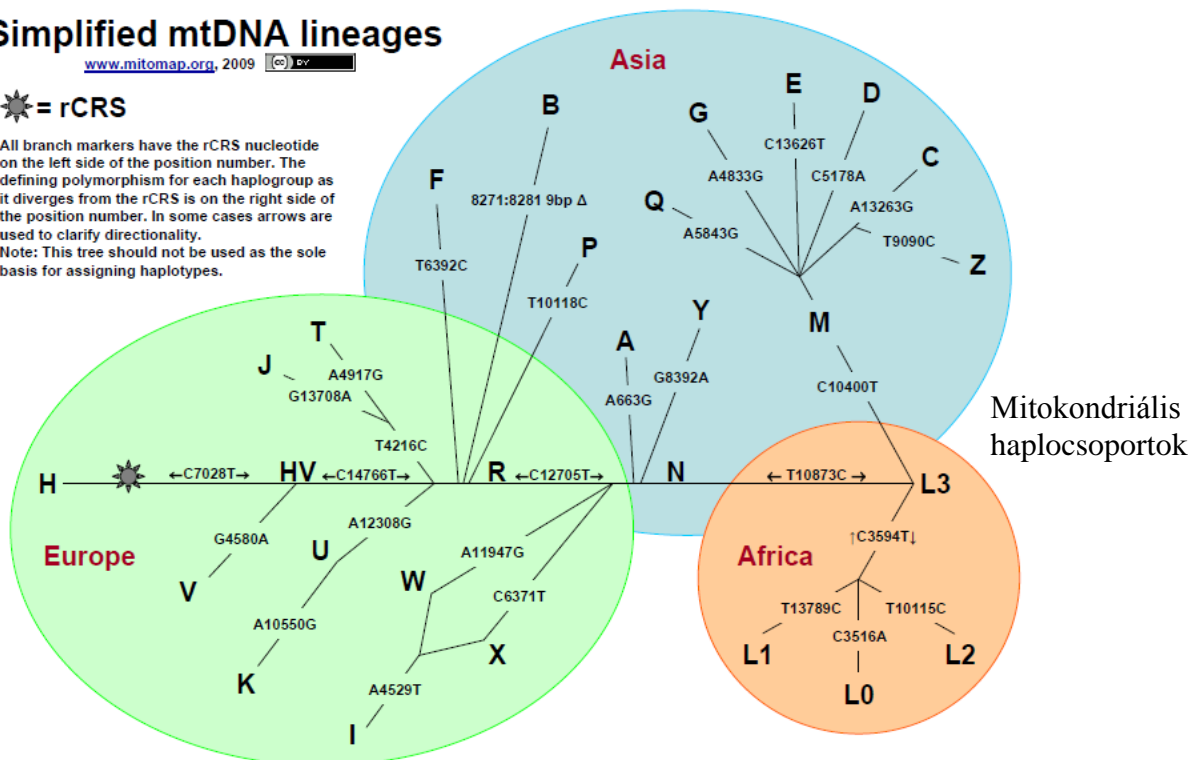 Simplified mtDNA lineages
www.mitomap.org, 2009 (cc) BY
= rCRS
All branch markers have the rCRS nucleotide
on the left side of the position number. The
defining polymorphism for each haplogroup as
it diverges from the rCRS is on the right side of
the position number. In some cases arrows are
used to clarify directionality.
Note: This tree should not be used as the sole
basis for assigning haplotypes.
Asia
B
F
8271:8281 9bp Δ
T6392C
P
T10118C
G
E
D
C
C13626T
A4833G
C5178A
Q
A13263G
A5843G
T9090C
Z
M
Y
A
G8392A
A663G
C10400T
Mitokondriális
haplocsoportok
T
J
A4917G
G13708A
T4216C
H
←C7028T→
HV
←C14766T→
R
←C12705T→
N
← T10873C →
L3
Europe
G4580A
V
A12308G
U
A10550G
K
A11947G
W
C6371T
X
A4529T
I
Africa
↑C3594T↓
T13789C
T10115C
C3516A
L1
L2
L0